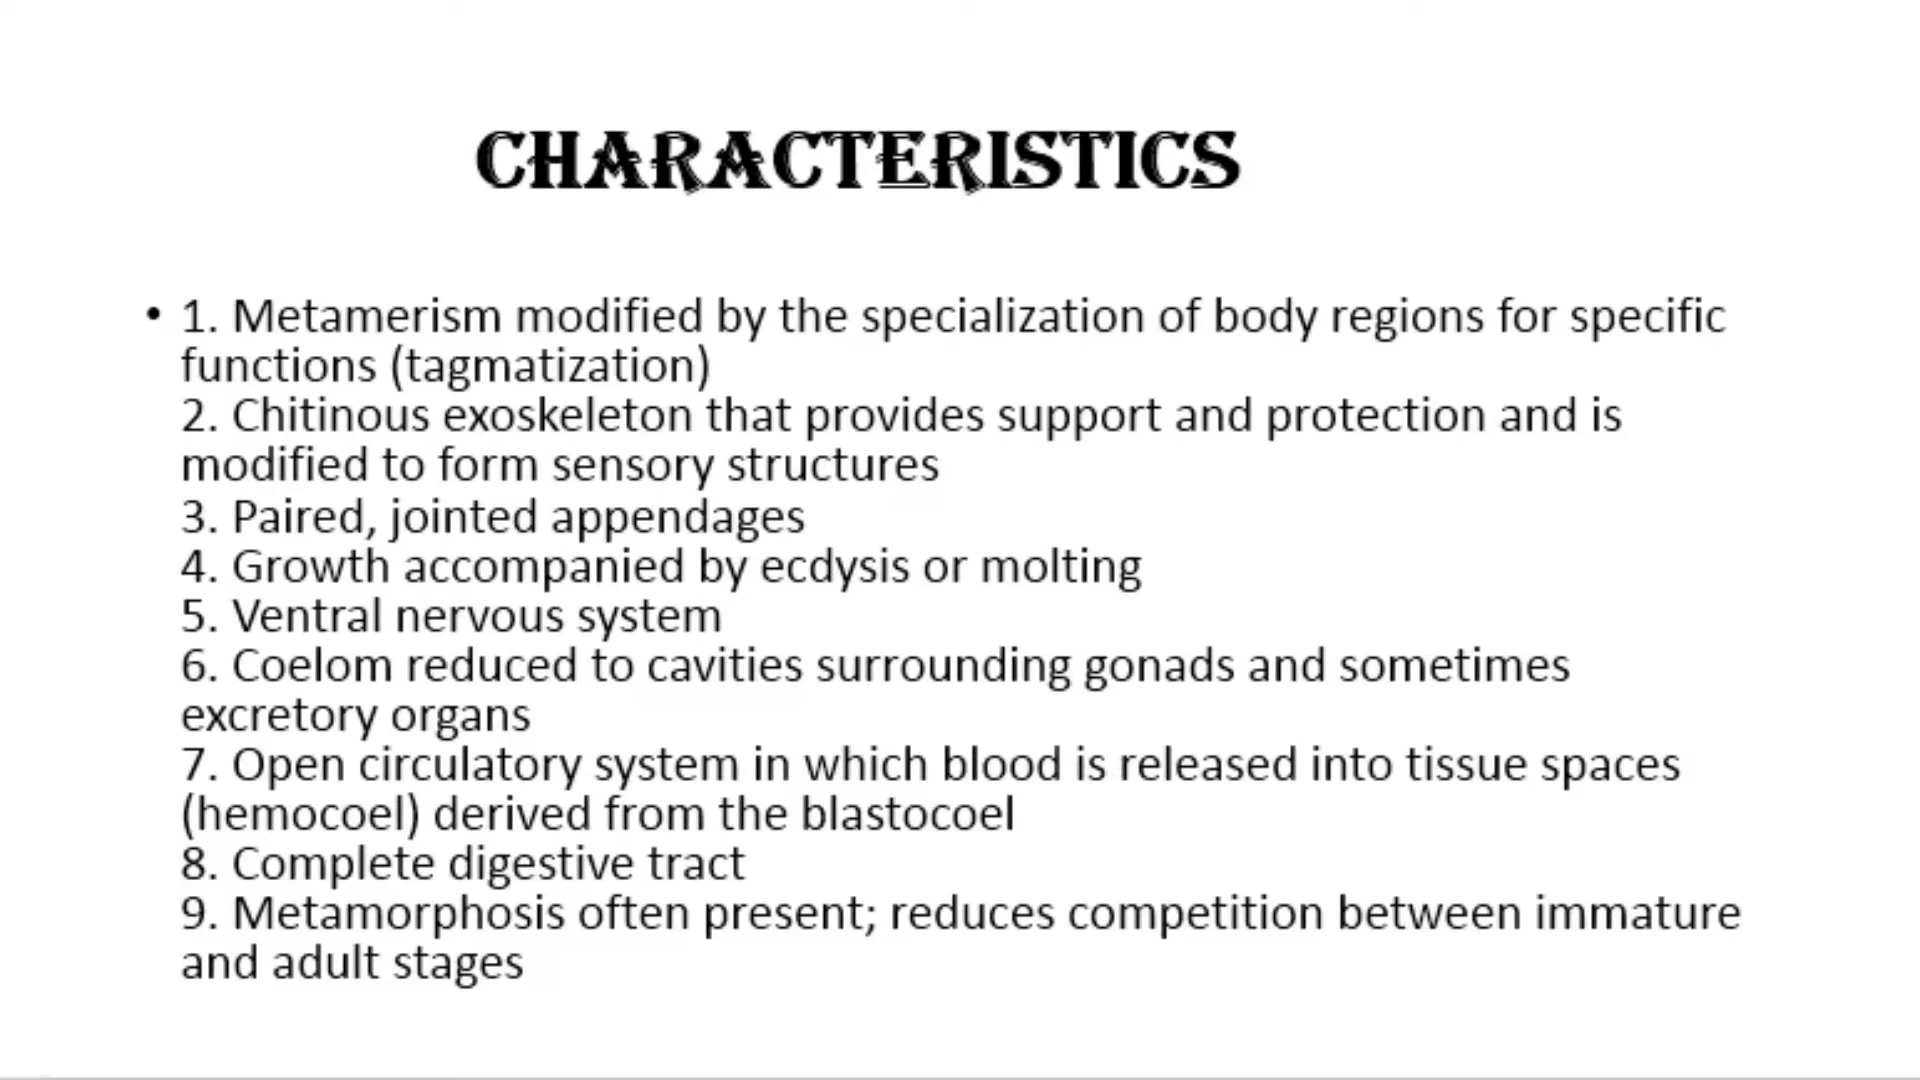 CHARACTERISTICS
• 1. Metamerism modified by the specialization of body regions for specific
functions (tagmatization)
2. Chitinous exoskeleton that provides support and protection and is
modified to form sensory structures
3. Paired, jointed appendages
4. Growth accompanied by ecdysis or molting
5. Ventral nervous system
6. Coelom reduced to cavities surrounding gonads and sometimes
excretory organs
7. Open circulatory system in which blood is released into tissue spaces
(hemocoel) derived from the blastocoel
8. Complete digestive tract
9. Metamorphosis often present; reduces competition between immature
and adult stages